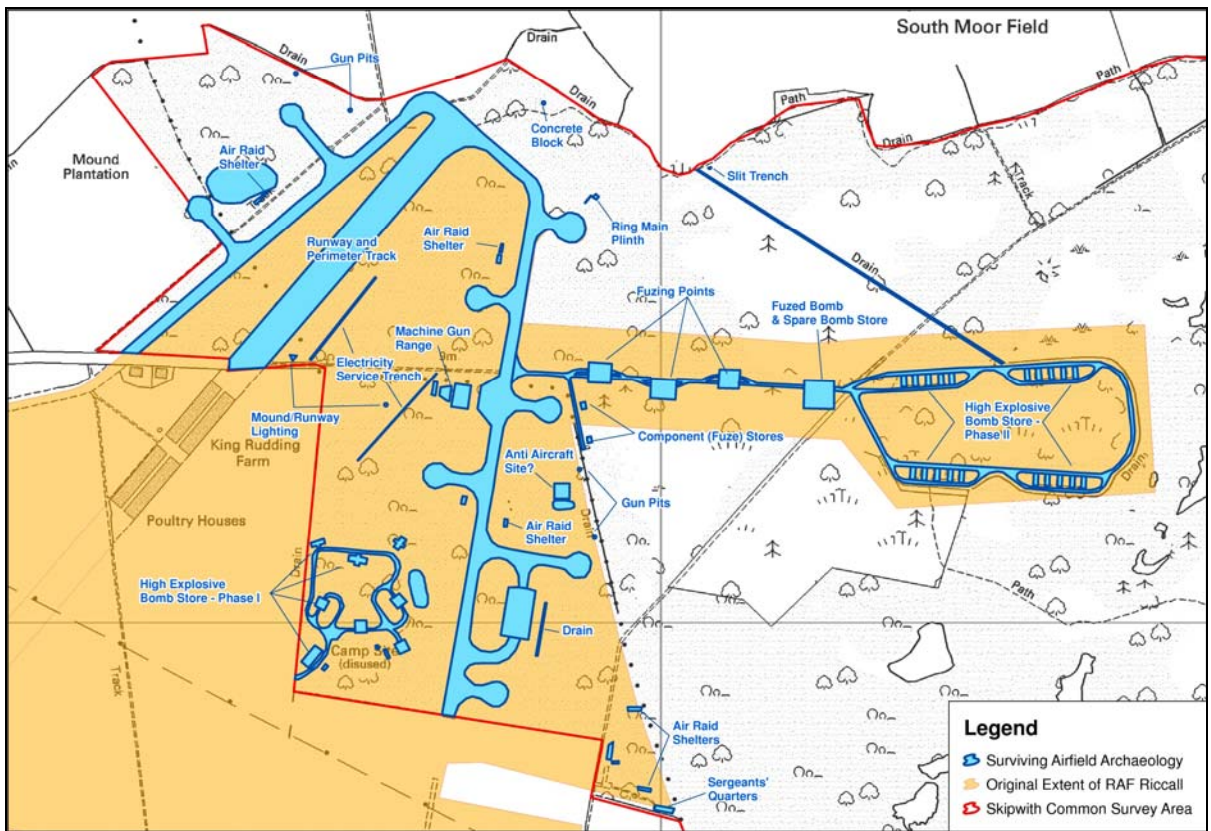 South Moor Field
Drain
Gun Pits
Drain
Path
Path
Drain
Concrete
Block
Drain
Mound
Plantation
Air Raid
Shelter
Slit Trench
Track
Ring Main
Plinth
Air Raid
Shelter
Runway and
Perimeter Track
Drain
Fuzing Points
Fuzed Bomb
& Spare Bomb Store
Machine Gun
Range
9m
Electricity
Service Trench
Mound/Runway
Lighting
King Rudding
Farm
High Explosive
Bomb Store -
Phase II
Component (Fuze) Stores
Anti Aircraft
Site?
Drain
Gun Pits
Poultry Houses
Drain
Air Raid
Shelter
Drain
High Explosive
Bomb Store - Phase I
Path
Drain
Camp Site
(disused)
Track
Air Raid
Shelters
Sergeants'
Quarters
Legend
Surviving Airfield Archaeology
Original Extent of RAF Riccall
Skipwith Common Survey Area